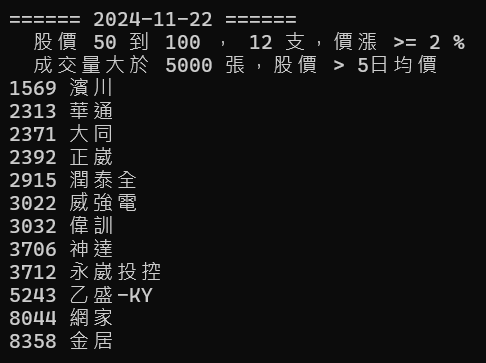 ====== 2024-11-22 ======
股價 50 到 100 , 12 支,價漲 >= 2 %
成交量大於 5000 張,股價 > 5日均價
1569 濱川
2313 華通
2371 大同
2392 正崴
2915 潤泰全
3022 威強電
3032 偉訓
3706 神達
3712 永崴投控
5243 乙盛-KY
8044 網家
8358 金居